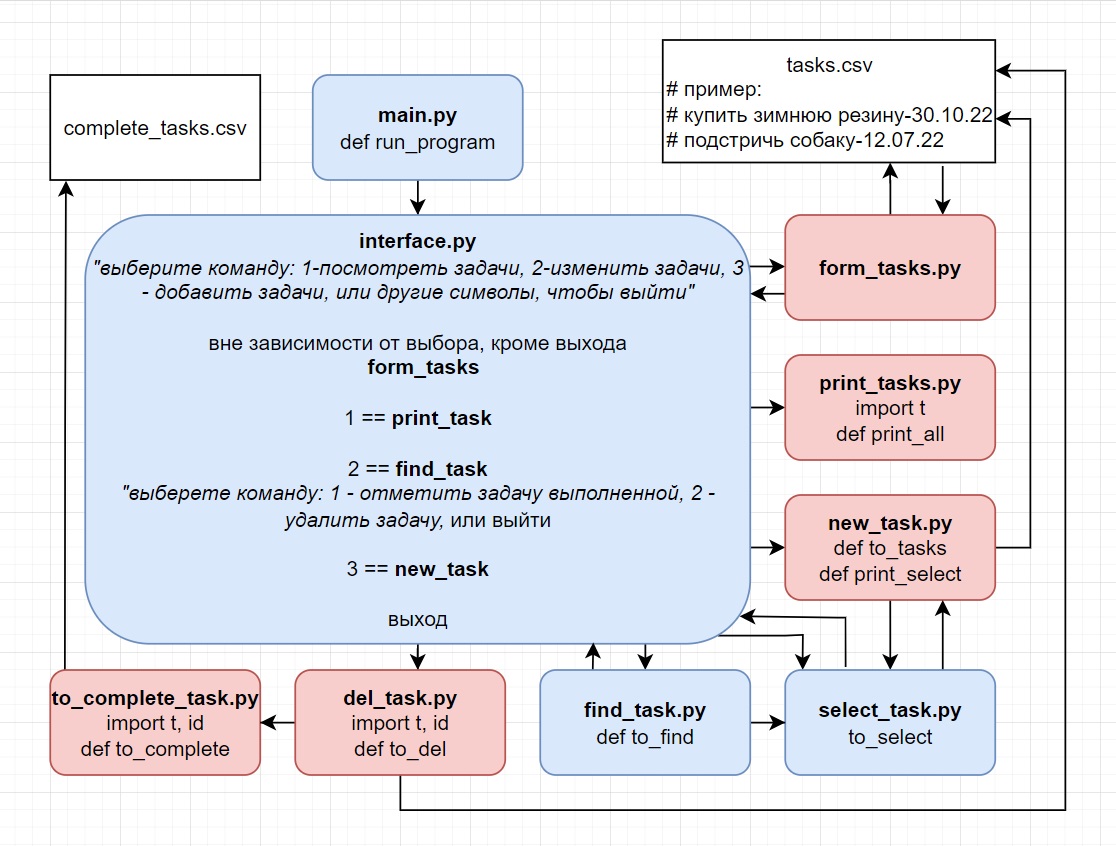 complete_tasks.csv
main.py
def run_program
tasks.csv
# пример:
# купить зимнюю резину-30.10.22
# подстричь собаку-12.07.22
interface.py
"выберите команду: 1-посмотреть задачи, 2-изменить задачи, 3
- добавить задачи, или другие символы, чтобы выйти"
вне зависимости от выбора, кроме выхода
form_tasks
1 == print_task
2 == find_task
"выберете команду: 1 - отметить задачу выполненной, 2 -
удалить задачу, или выйти
3 == new_task
выход
form_tasks.py
print_tasks.py
import t
def print_all
new_task.py
def to_tasks
def print_select
to_complete_task.py
import t, id
def to_complete
del_task.py
import t, id
def to_del
find_task.py
def to_find
select_task.py
to_select